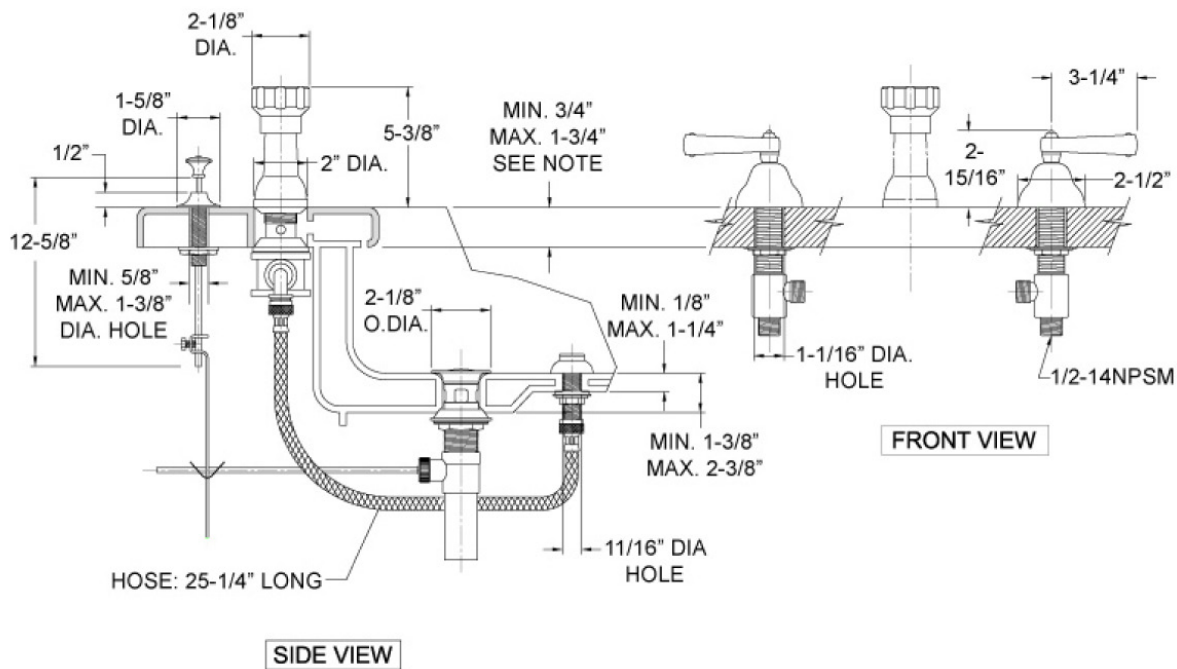 2-1/8”
DIA.
1-5/8”
DIA.
1/2”
5-3/8”
2” DIA.
12-5/8”
MIN. 5/8”
MAX. 1-3/8”
DIA. HOLE
MIN. 3/4”
MAX. 1-3/4”
SEE NOTE
2-1/8”
O.DIA.
MIN. 1/8”
MAX. 1-1/4”
MIN. 1-3/8”
MAX. 2-3/8”
11/16” DIA
HOLE
HOSE: 25-1/4” LONG
SIDE VIEW
3-1/4”
2-
15/16”
2-1/2”
1-1/16” DIA.
HOLE
1/2-14NPSM
FRONT VIEW